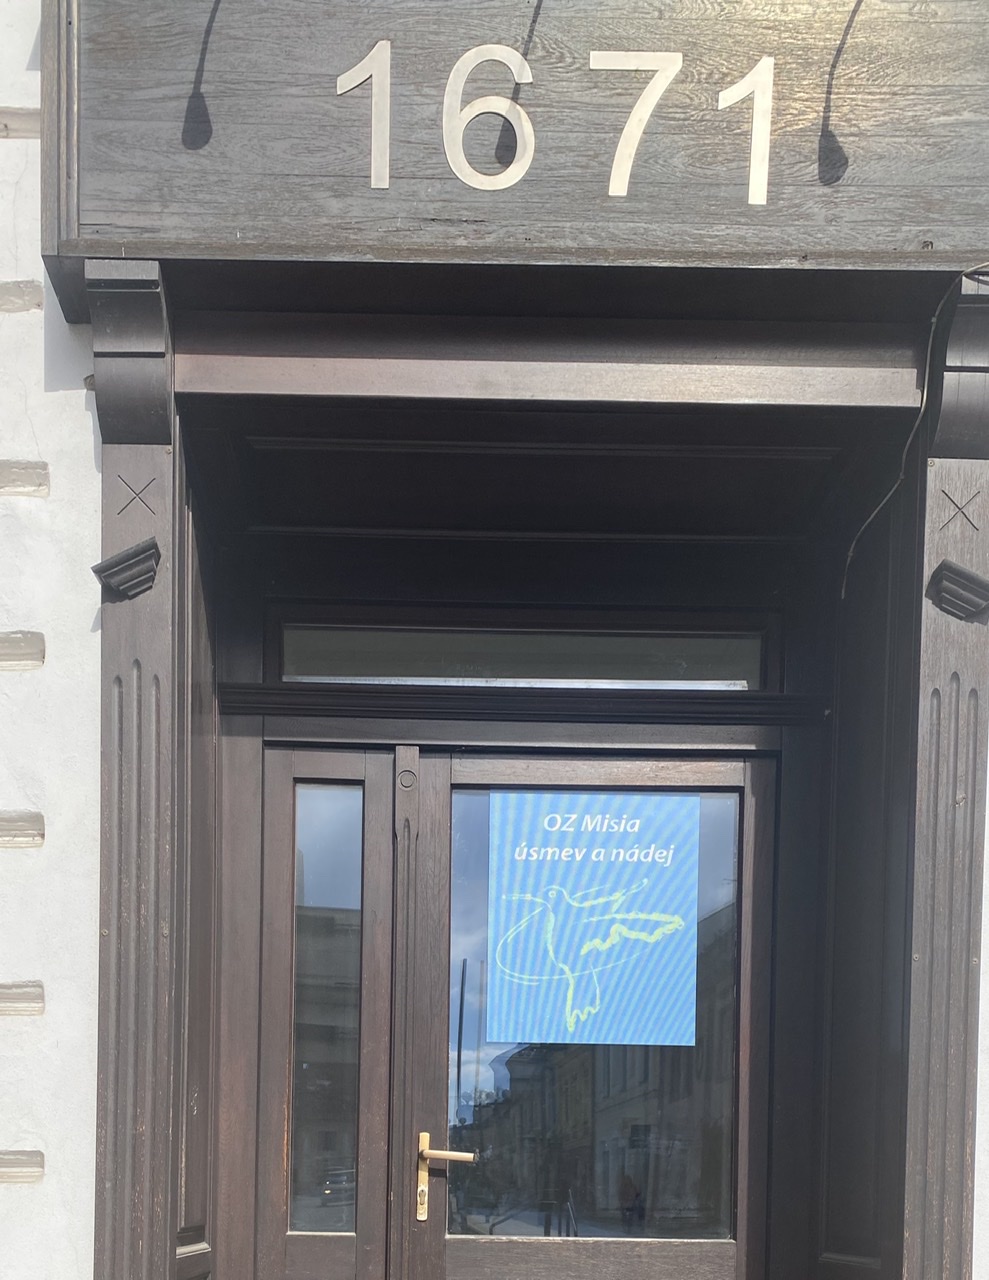 1671
OZ Misia
úsmev a nádej